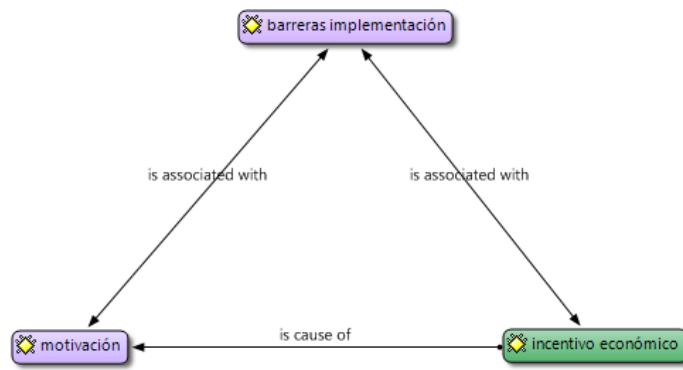 barreras implementación
is associated with
is associated with
is cause of
motivación
incentivo económico